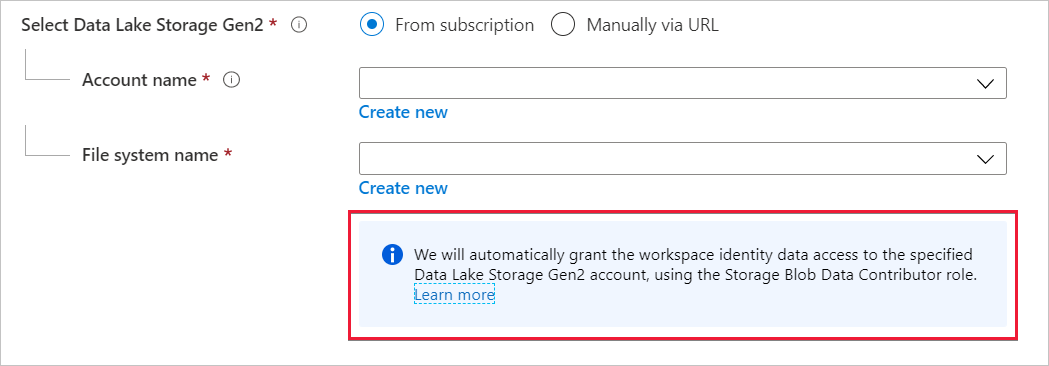 Select Data Lake Storage Gen2 * From subscription Manually via URL
Account name *
Create new
File system name *
Create new
We will automatically grant the workspace identity data access to the specified
Data Lake Storage Gen2 account, using the Storage Blob Data Contributor role.
Learn more